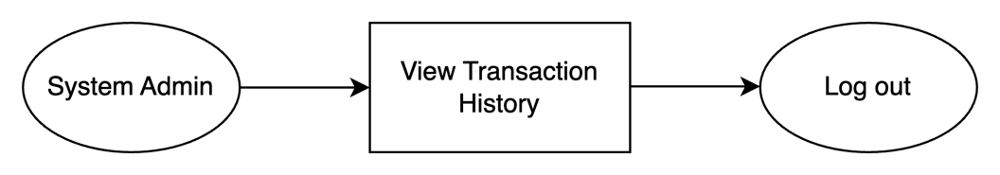 System Admin
View Transaction
History
Log out